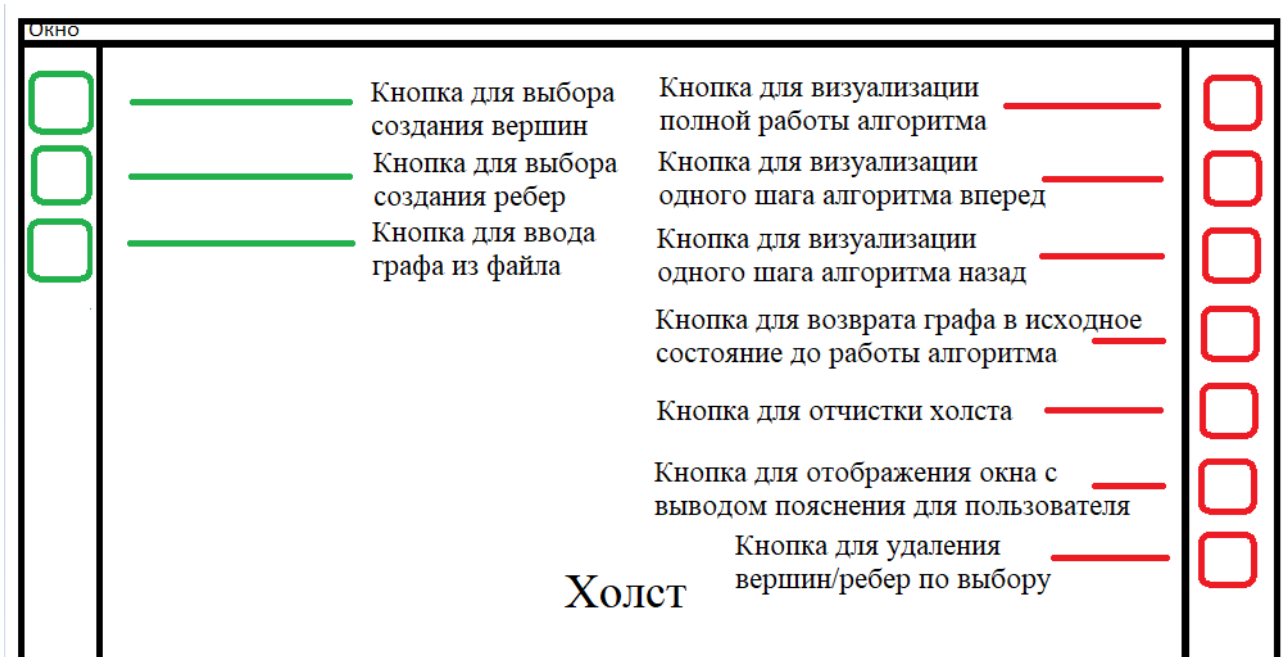 Окно
Кнопка для выбора
создания вершин
Кнопка для выбора
создания ребер
Кнопка для ввода
графа из файла
Кнопка для визуализации
полной работы алгоритма
Кнопка для визуализации
одного шага алгоритма вперед
Кнопка для визуализации
одного шага алгоритма назад
Кнопка для возврата графа в исходное
состояние до работы алгоритма
Кнопка для отчистки холста
Кнопка для отображения окна с
выводом пояснения для пользователя
Кнопка для удаления
вершин/ребер по выбору
Холст